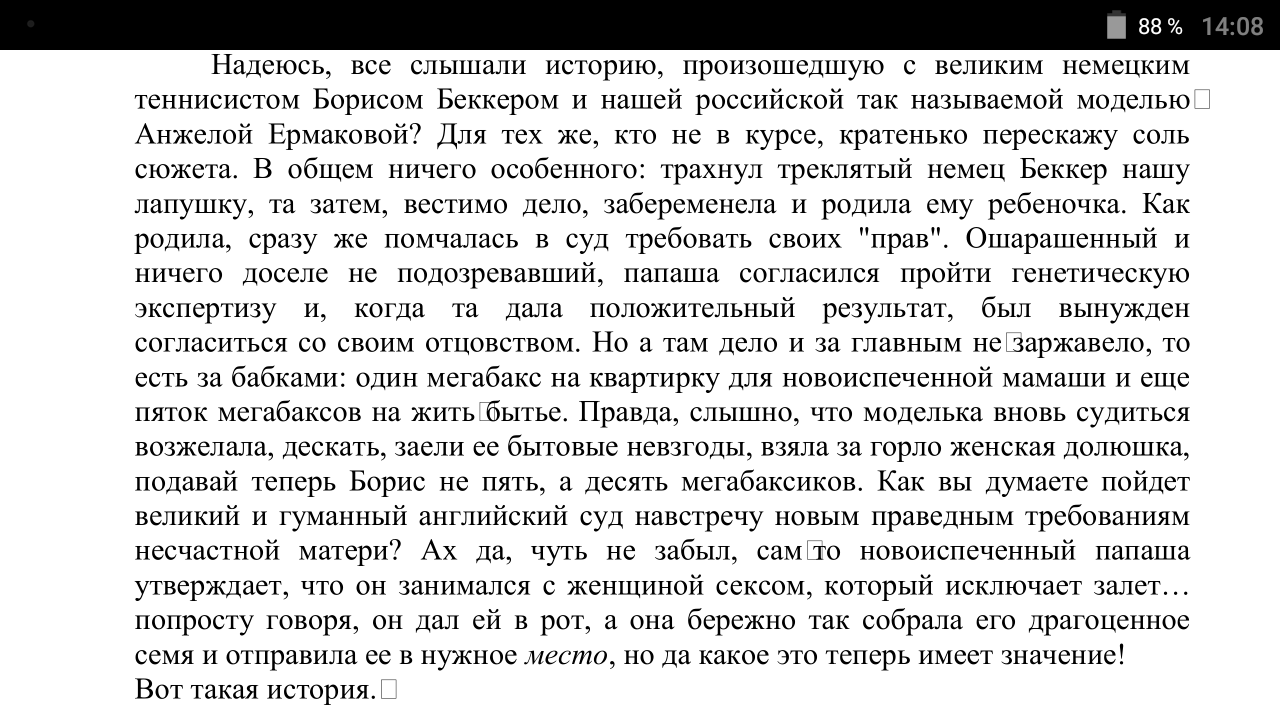 88 % 14:08
Надеюсь, все слышали историю, произошедшую с великим немецким
теннисистом Борисом Беккером и нашей российской так называемой моделью
Анжелой Ермаковой? Для тех же, кто не в курсе, кратенько перескажу соль
сюжета. В общем ничего особенного: трахнул треклятый немец Беккер нашу
лапушку, та затем, вестимо дело, забеременела и родила ему ребеночка. Как
родила, сразу же помчалась в суд требовать своих "прав". Ошарашенный и
ничего доселе не подозревавший, папаша согласился пройти генетическую
экспертизу и, когда та дала положительный результат, был вынужден
согласиться со своим отцовством. Но а там дело и за главным не заржавело, то
есть за бабками: один мегабакс на квартирку для новоиспеченной мамаши и еще
пяток мегабаксов на жить бытье. Правда, слышно, что моделька вновь судиться
возжелала, дескать, заели ее бытовые невзгоды, взяла за горло женская долюшка,
подавай теперь Борис не пять, а десять мегабаксиков. Как вы думаете пойдет
великий и гуманный английский суд навстречу новым праведным требованиям
несчастной матери? Ах да, чуть не забыл, сам то новоиспеченный папаша
утверждает, что он занимался с женщиной сексом, который исключает залет…
попросту говоря, он дал ей в рот, а она бережно так собрала его драгоценное
семя и отправила ее в нужное место, но да какое это теперь имеет значение!
Вот такая история.